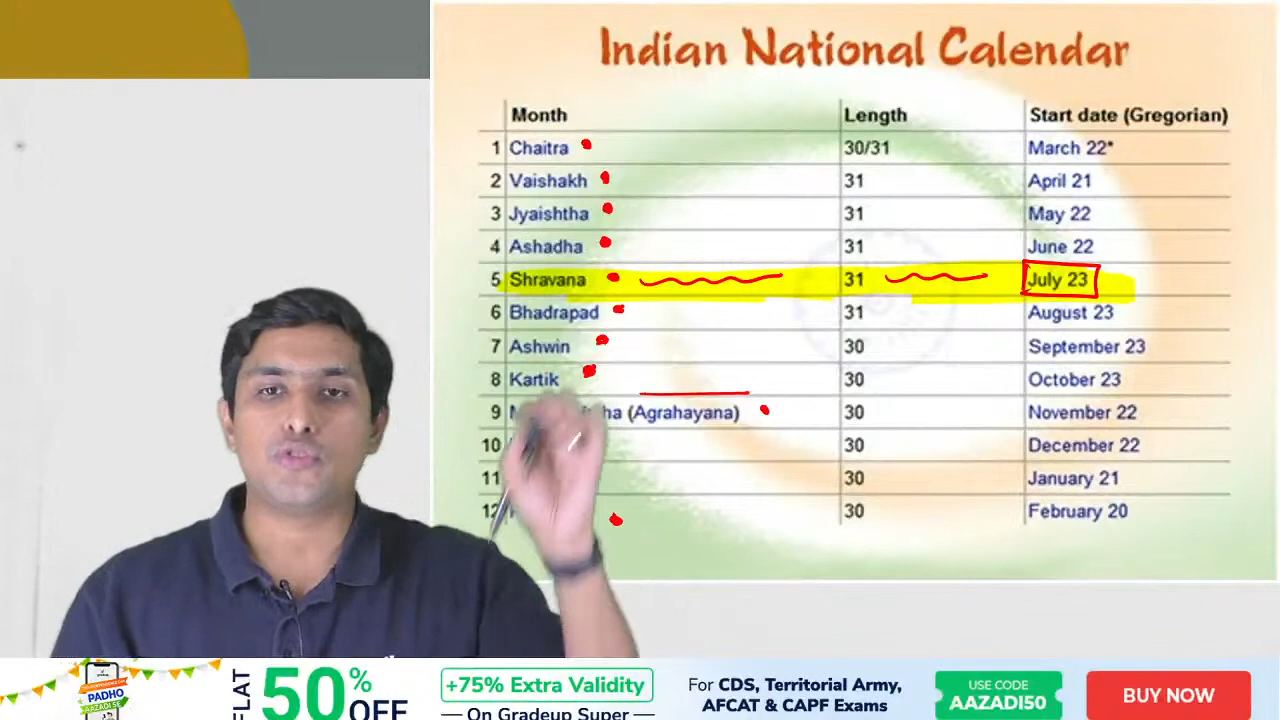 Indian National Calendar
Month Length Start date (Gregorian)
1 Chaitra 30/31 March 22*
2 Vaishakh 31 April 21
3 Jyaishtha 31 May 22
4 Ashadha 31 June 22
5 Shravana 31 July 23
6 Bhadrapad 31 August 23
7 Ashwin 30 September 23
8 Kartik 30 October 23
9 (Agrahayana) 30 November 22
10 30 December 22
11 30 January 21
12 30 February 20
PADHO
AAZADI SE
FLAT
50% OFF
+75% Extra Validity
On Gradeup Super
For CDS, Territorial Army,
AFCAT & CAPF Exams
USE CODE
AAZADI50
BUY NOW